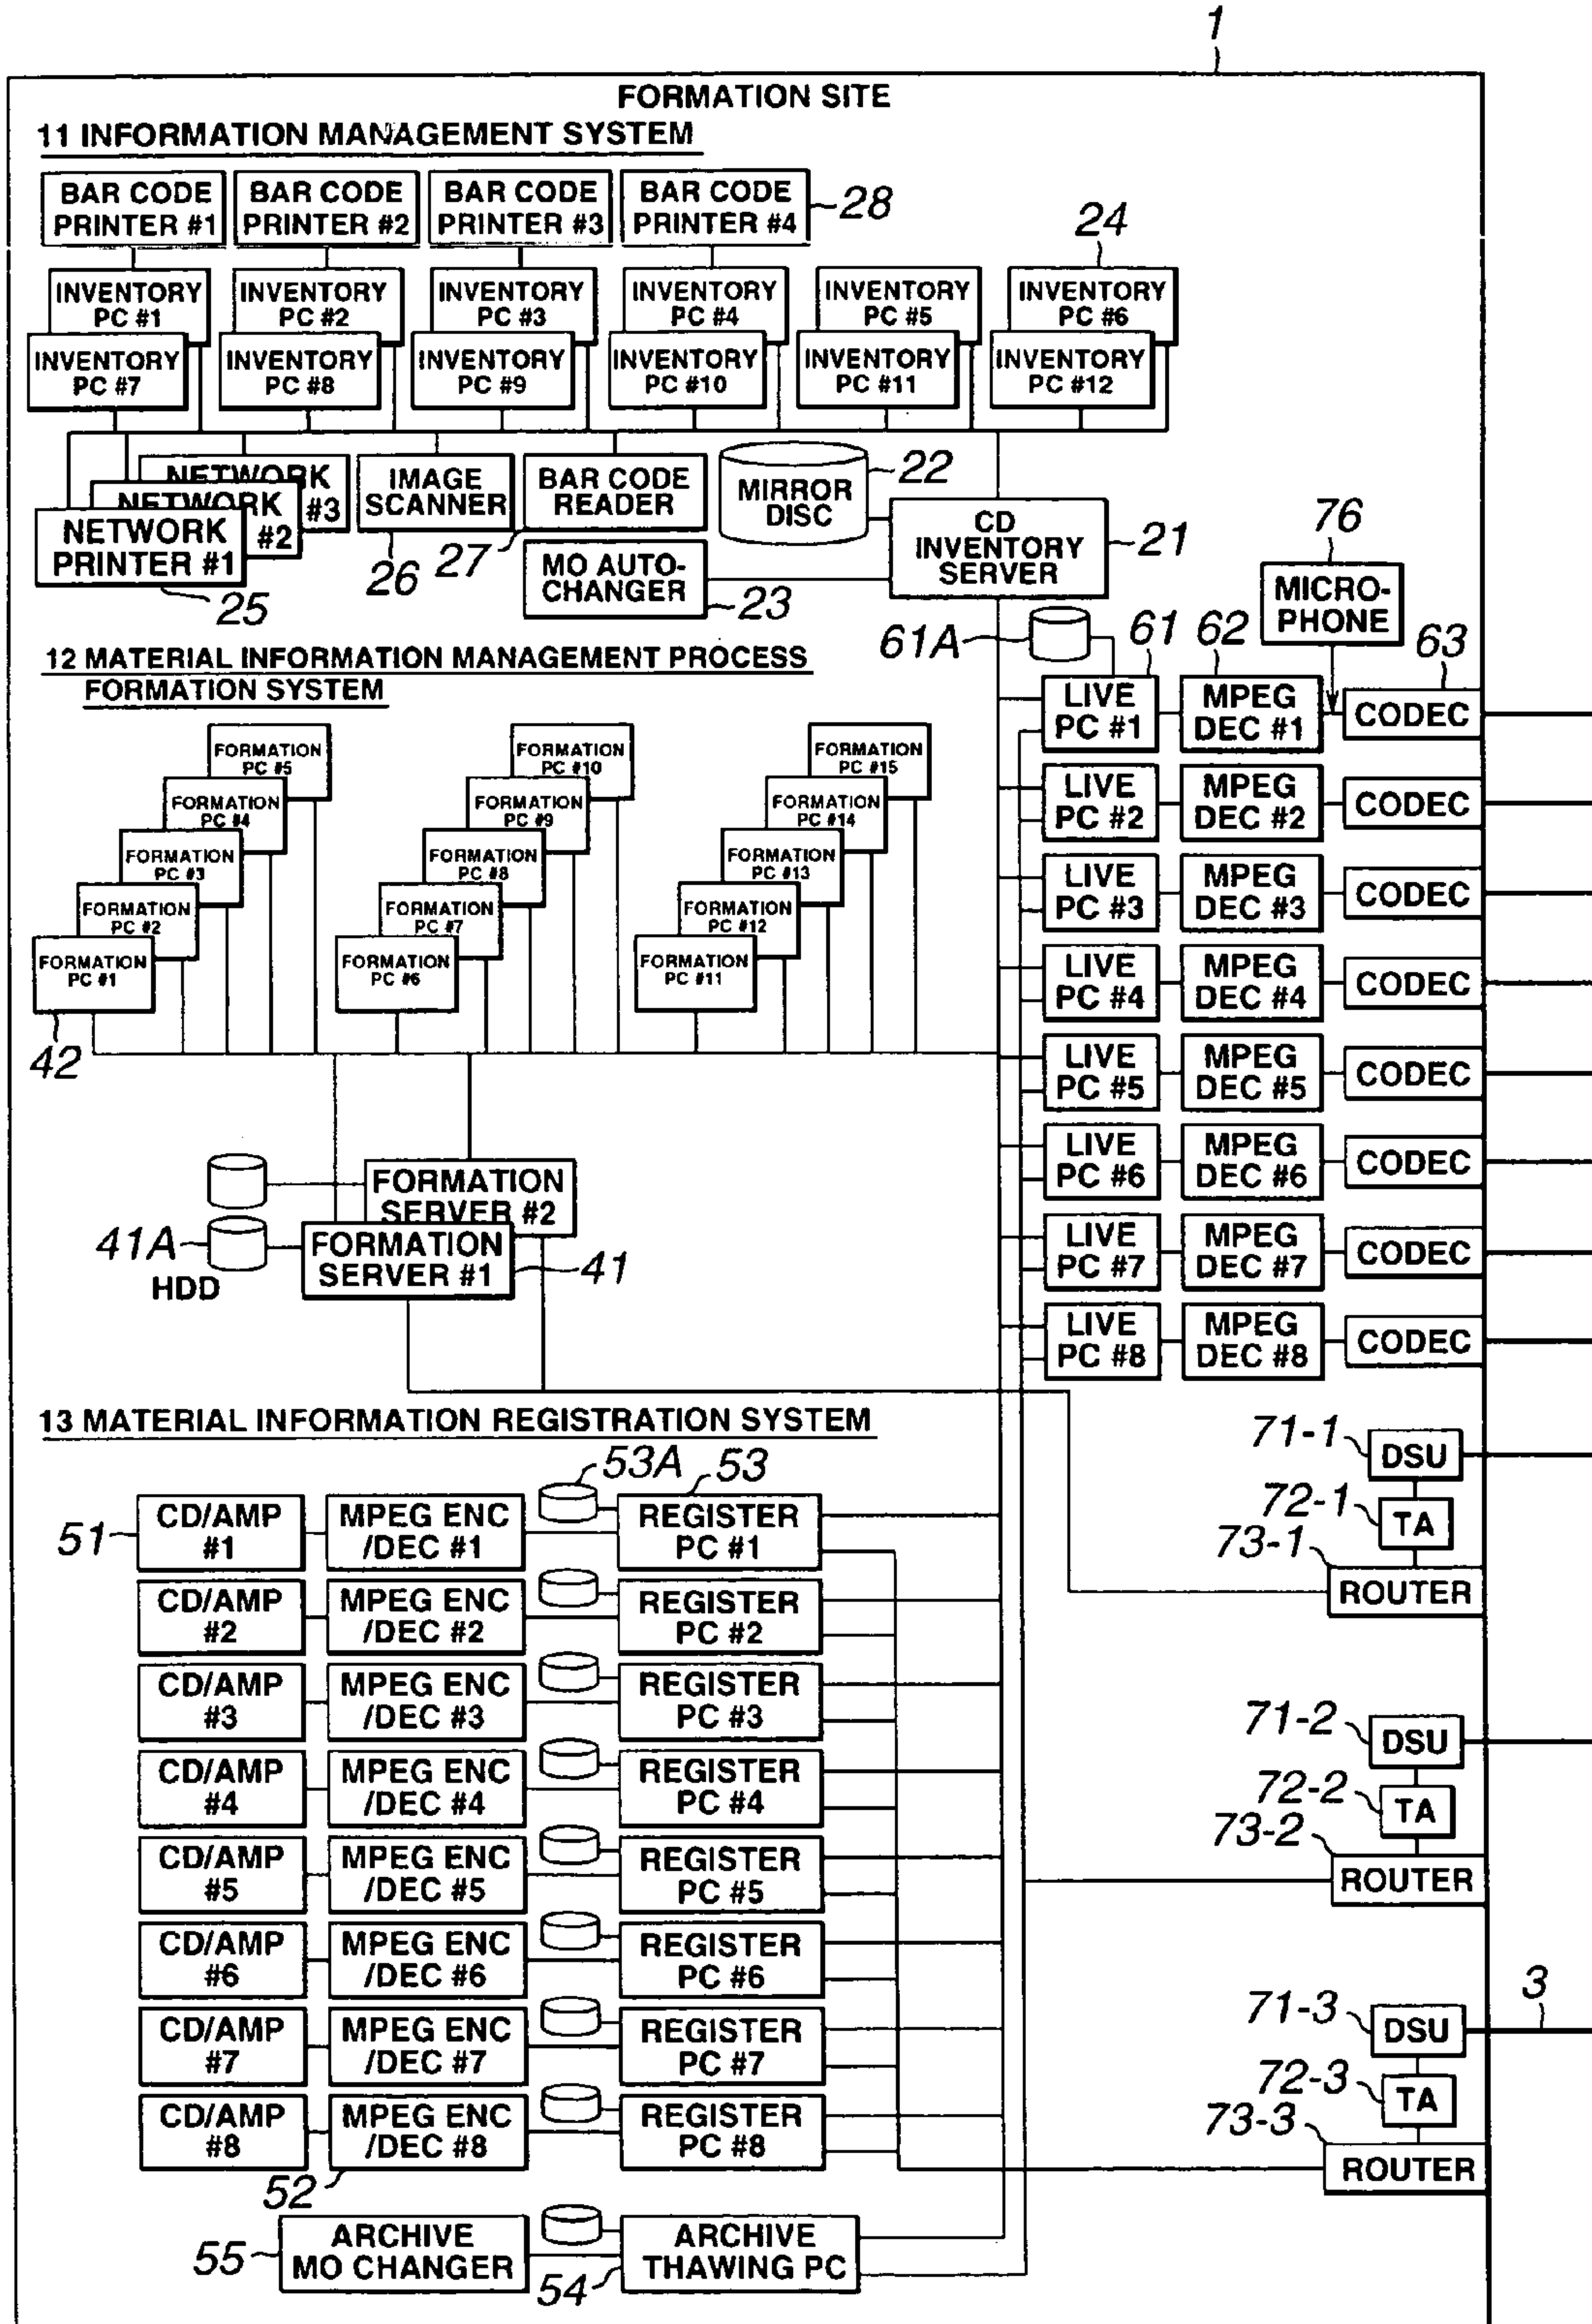 1
FORMATION SITE
11 INFORMATION MANAGEMENT SYSTEM
BAR CODE
PRINTER #1
BAR CODE
PRINTER #2
BAR CODE
PRINTER #3
BAR CODE
PRINTER #4
28
24
INVENTORY
PC #1
INVENTORY
PC #2
INVENTORY
PC #3
INVENTORY
PC #4
INVENTORY
PC #5
INVENTORY
PC #6
INVENTORY
PC #7
INVENTORY
PC #8
INVENTORY
PC #9
INVENTORY
PC #10
INVENTORY
PC #11
INVENTORY
PC #12
NETWORK
#3
NETWORK
#2
NETWORK
PRINTER #1
25
IMAGE
SCANNER
26
BAR CODE
READER
27
MIRROR
DISC
22
CD
INVENTORY
SERVER
21
MO AUTO-
CHANGER
23
76
MICRO-
PHONE
12 MATERIAL INFORMATION MANAGEMENT PROCESS
FORMATION SYSTEM
61A
61
62
63
LIVE
PC #1
MPEG
DEC #1
CODEC
LIVE
PC #2
MPEG
DEC #2
CODEC
LIVE
PC #3
MPEG
DEC #3
CODEC
LIVE
PC #4
MPEG
DEC #4
CODEC
LIVE
PC #5
MPEG
DEC #5
CODEC
LIVE
PC #6
MPEG
DEC #6
CODEC
LIVE
PC #7
MPEG
DEC #7
CODEC
LIVE
PC #8
MPEG
DEC #8
CODEC
FORMATION
PC #5
FORMATION
PC #4
FORMATION
PC #3
FORMATION
PC #2
FORMATION
PC #1
42
FORMATION
PC #10
FORMATION
PC #9
FORMATION
PC #8
FORMATION
PC #7
FORMATION
PC #6
FORMATION
PC #15
FORMATION
PC #14
FORMATION
PC #13
FORMATION
PC #12
FORMATION
PC #11
FORMATION
SERVER #2
41A
HDD
FORMATION
SERVER #1
41
13 MATERIAL INFORMATION REGISTRATION SYSTEM
71-1
DSU
72-1
TA
73-1
ROUTER
71-2
DSU
72-2
TA
73-2
ROUTER
71-3
DSU
3
72-3
TA
73-3
ROUTER
53A
53
51
CD/AMP
#1
MPEG ENC
/DEC #1
REGISTER
PC #1
CD/AMP
#2
MPEG ENC
/DEC #2
REGISTER
PC #2
CD/AMP
#3
MPEG ENC
/DEC #3
REGISTER
PC #3
CD/AMP
#4
MPEG ENC
/DEC #4
REGISTER
PC #4
CD/AMP
#5
MPEG ENC
/DEC #5
REGISTER
PC #5
CD/AMP
#6
MPEG ENC
/DEC #6
REGISTER
PC #6
CD/AMP
#7
MPEG ENC
/DEC #7
REGISTER
PC #7
CD/AMP
#8
MPEG ENC
/DEC #8
REGISTER
PC #8
52
55
ARCHIVE
MO CHANGER
54
ARCHIVE
THAWING PC